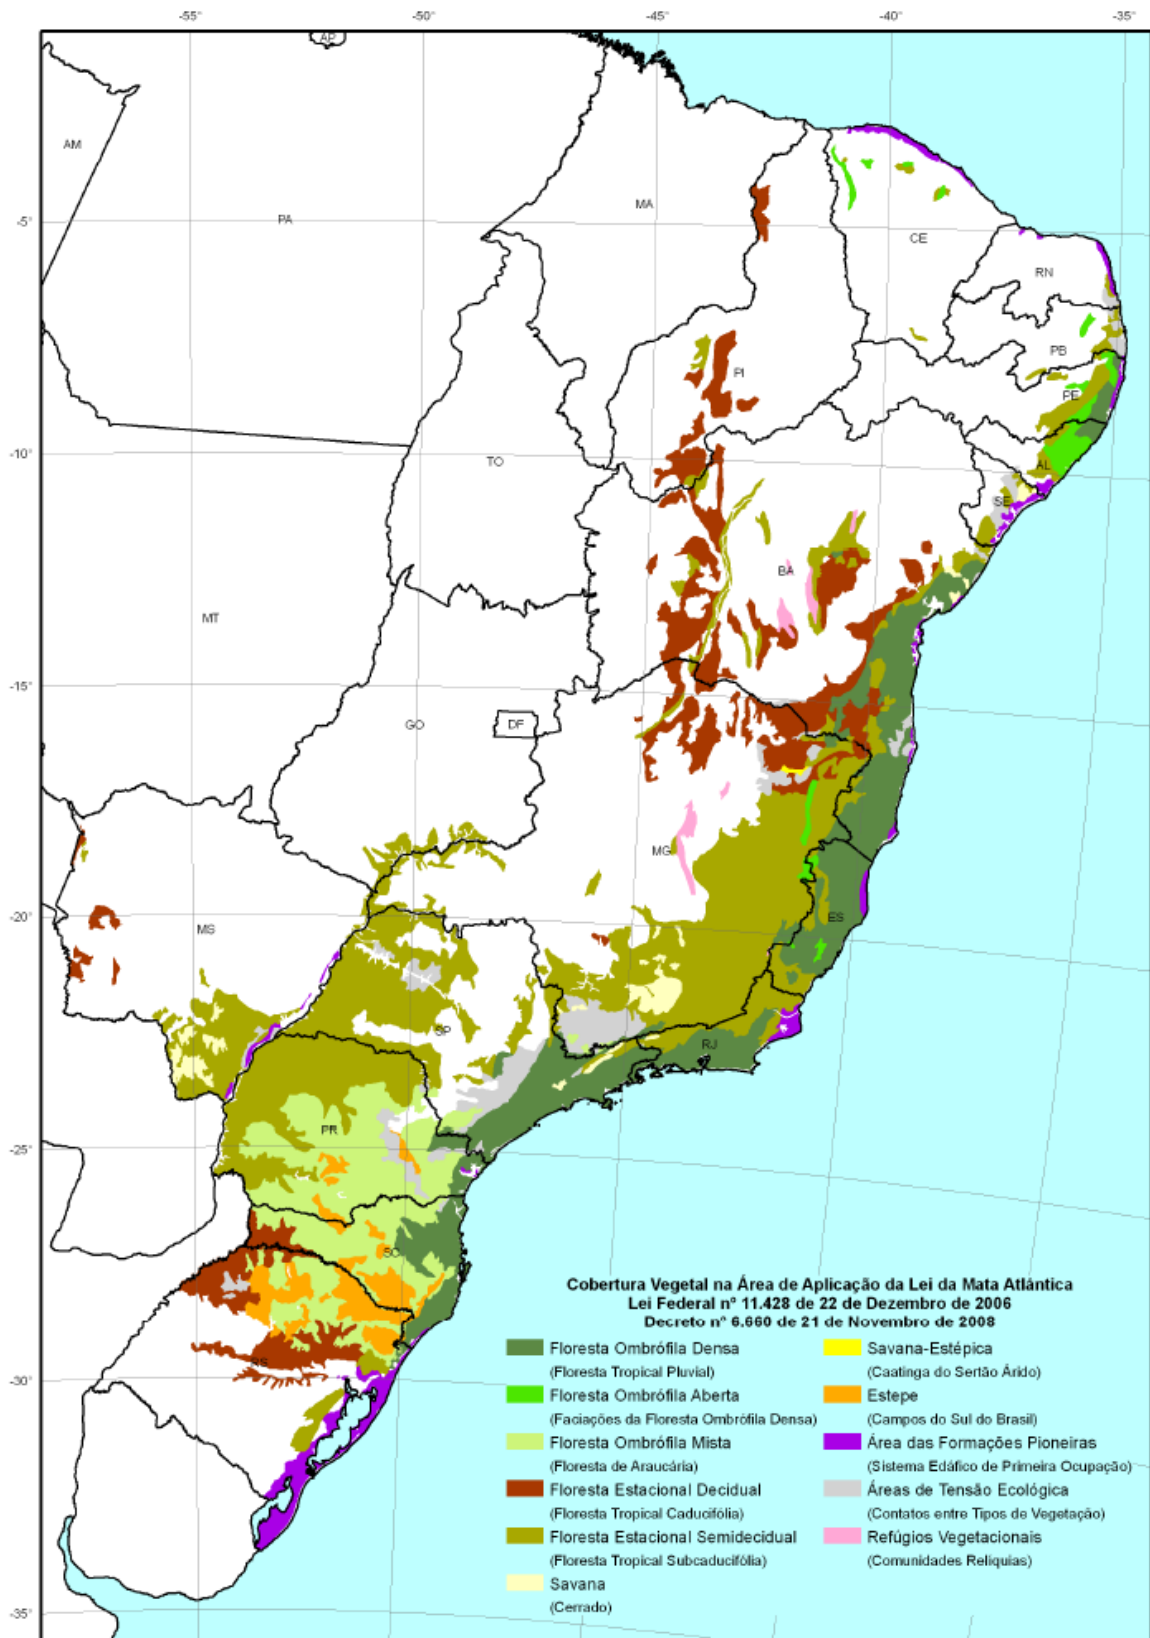 -55°
-50°
-45°
-40°
-35°
AP
AM
PA
MA
-5°
CE
RN
PB
PI
PE
-10°
TO
AL
SE
BA
MT
-15°
GO
DF
MG
-20°
ES
MS
SP
RJ
PR
-25°
SC
Cobertura Vegetal na Área de Aplicação da Lei da Mata Atlântica
Lei Federal nº 11.428 de 22 de Dezembro de 2006
Decreto nº 6.660 de 21 de Novembro de 2008
RS
-30°
Floresta Ombrófila Densa
(Floresta Tropical Pluvial)
Floresta Ombrófila Aberta
(Faciações da Floresta Ombrófila Densa)
Floresta Ombrófila Mista
(Floresta de Araucária)
Floresta Estacional Decidual
(Floresta Tropical Caducifólia)
Floresta Estacional Semidecidual
(Floresta Tropical Subcaducifólia)
Savana
(Cerrado)
Savana-Estépica
(Caatinga do Sertão Árido)
Estepe
(Campos do Sul do Brasil)
Área das Formações Pioneiras
(Sistema Edáfico de Primeira Ocupação)
Áreas de Tensão Ecológica
(Contatos entre Tipos de Vegetação)
Refúgios Vegetacionais
(Comunidades Relíquias)
-35°